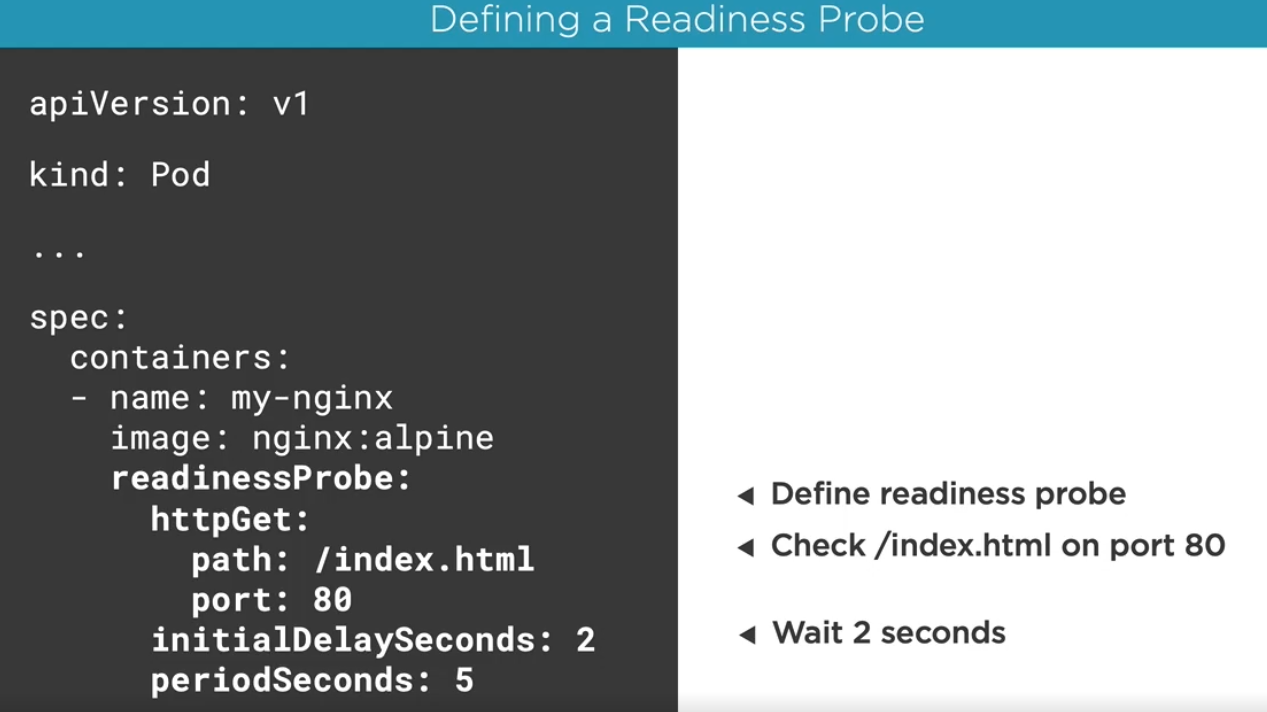 Defining a Readiness Probe
apiVersion: v1
kind: Pod
...
spec:
  containers:
  - name: my-nginx
    image: nginx:alpine
    readinessProbe:
      httpGet:
        path: /index.html
        port: 80
      initialDelaySeconds: 2
      periodSeconds: 5
Define readiness probe
Check /index.html on port 80
Wait 2 seconds